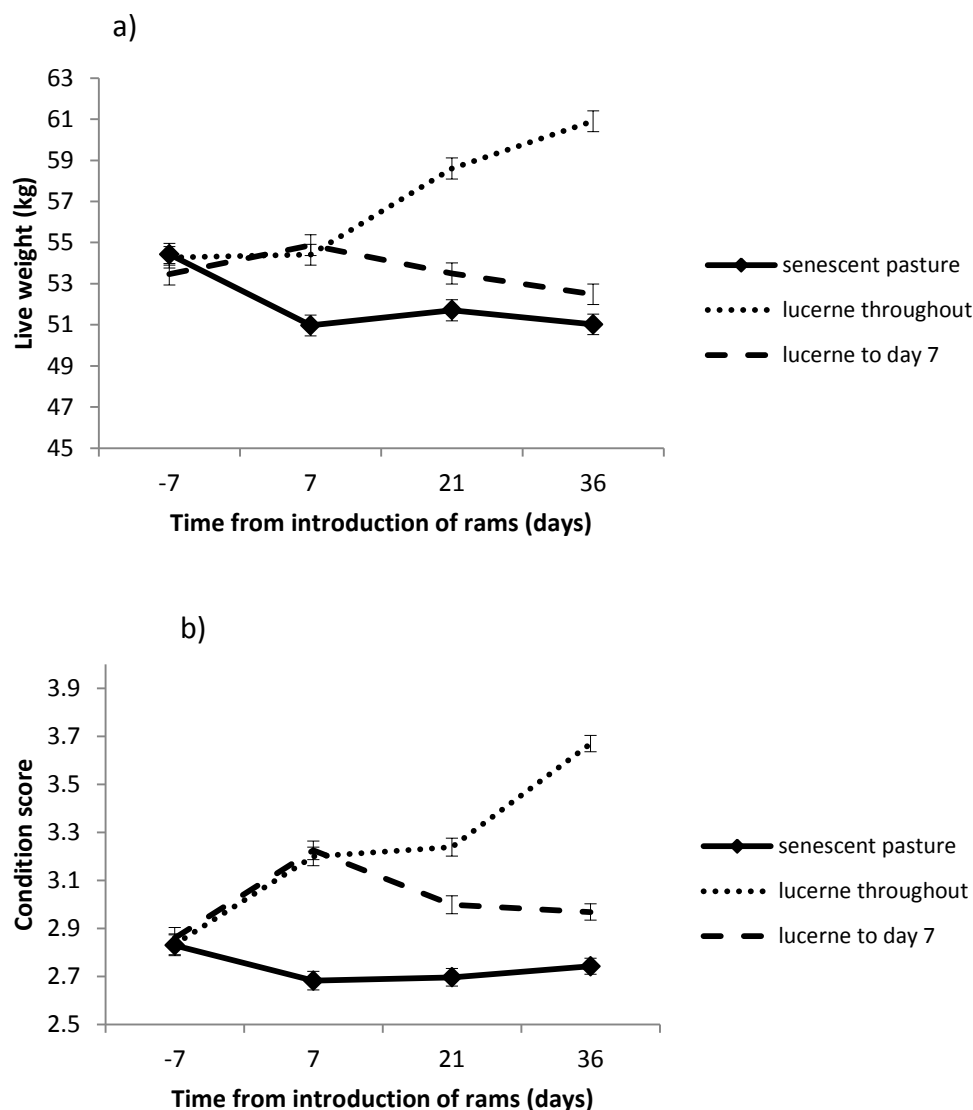 a)
63
61
59
57
55
53
51
49
47
45
Live weight (kg)
-7 7 21 36
Time from introduction of rams (days)
senescent pasture
lucerne throughout
lucerne to day 7
b)
3.9
3.7
3.5
3.3
3.1
2.9
2.7
2.5
Condition score
-7 7 21 36
Time from introduction of rams (days)
senescent pasture
lucerne throughout
lucerne to day 7